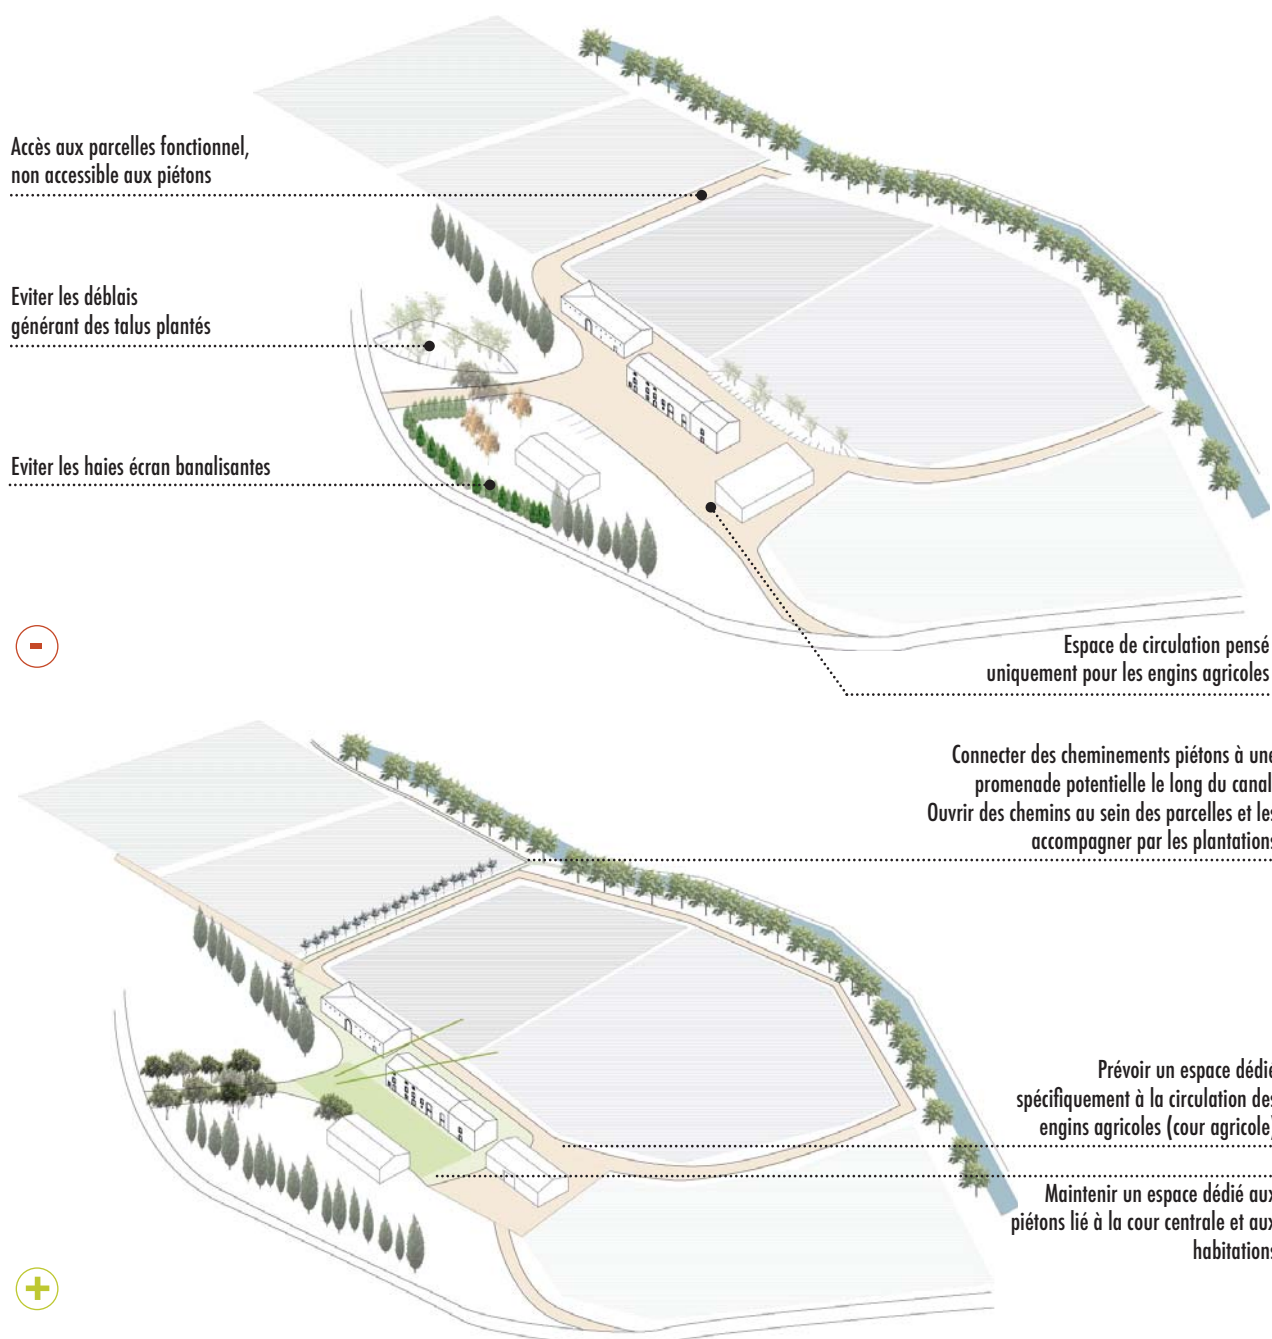 Accès aux parcelles fonctionnel,
non accessible aux piétons
Eviter les déblais
générant des talus plantés
Eviter les haies écran banalisantes
-
Espace de circulation pensé
uniquement pour les engins agricoles
Connecter des cheminements piétons à une
promenade potentielle le long du canal
Ouvrir des chemins au sein des parcelles et les
accompagner par les plantations
Prévoir un espace dédié
spécifiquement à la circulation des
engins agricoles (cour agricole)
Maintenir un espace dédié aux
piétons lié à la cour centrale et aux
habitations
+